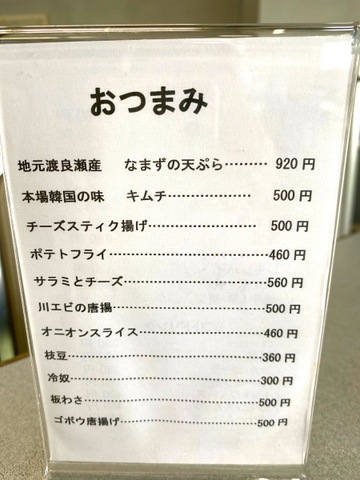 おつまみ
地元渡良瀬産 なまずの天ぷら……… 920円
本場韓国の味 キムチ……………… 500円
チーズスティク揚げ…………………… 500円
ポテトフライ…………………………460円
サラミとチーズ………………………560円
川エビの唐揚…………………………500円
オニオンスライス……………………460円
枝豆……………………………………360円
冷奴……………………………………300円
板わさ…………………………………500円
ゴボウ唐揚げ…………………………500円